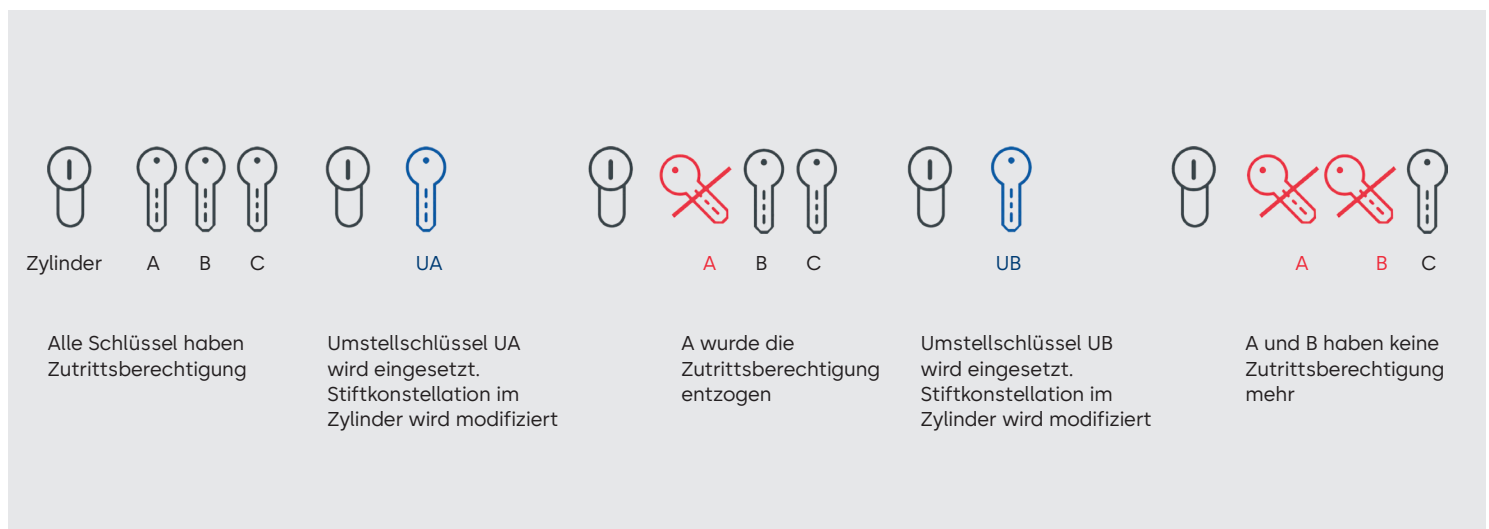 Zylinder A B C UA A B C UB A B C
Alle Schlüssel haben
Zutrittsberechtigung
Umstellschlüssel UA
wird eingesetzt.
Stiftkonstellation im
Zylinder wird modifiziert
A wurde die
Zutrittsberechtigung
entzogen
Umstellschlüssel UB
wird eingesetzt.
Stiftkonstellation im
Zylinder wird modifiziert
A und B haben keine
Zutrittsberechtigung
mehr